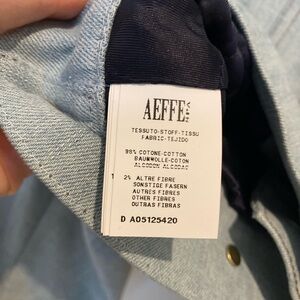 AEFFE SPA
TESSUTO-STOFF-TISSU
FABRIC-TEJIDO
98% COTONE-COTTON
BAUMWOLLE-COTON
ALGODON ALGODAO
2% ALTRE FIBRE
SONSTIGE FASERN
AUTRES FIBRES
OTHER FIBRES
OUTRAS FIBRAS
D A05125420